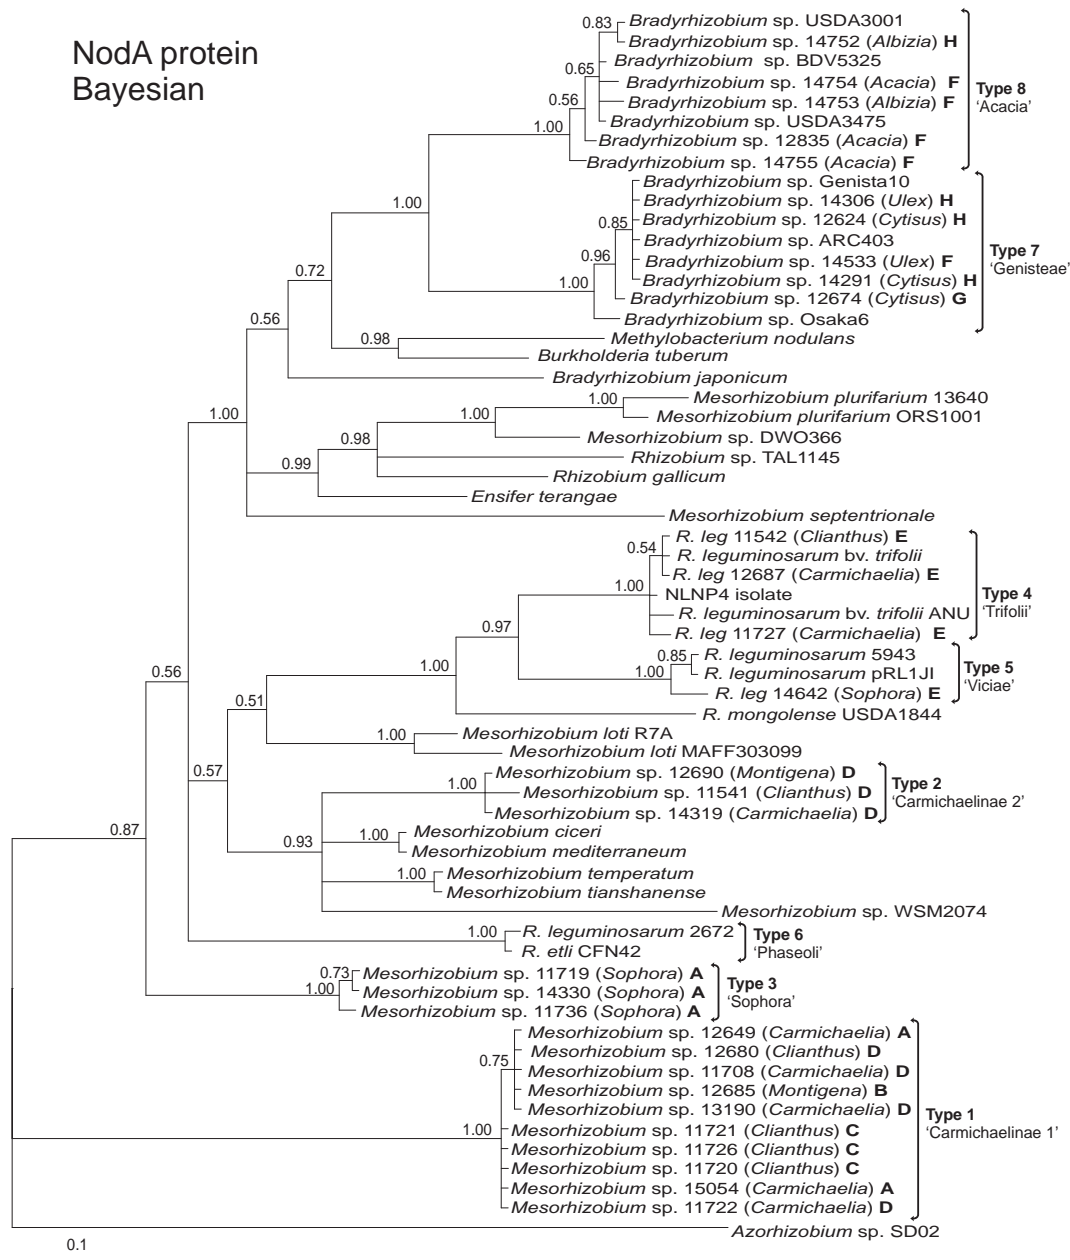 NodA protein
Bayesian
0.83
Bradyrhizobium sp. USDA3001
Bradyrhizobium sp. 14752 (Albizia) H
Bradyrhizobium sp. BDV5325
0.65
Bradyrhizobium sp. 14754 (Acacia) F
Type 8
'Acacia'
0.56
Bradyrhizobium sp. 14753 (Albizia) F
Bradyrhizobium sp. USDA3475
1.00
Bradyrhizobium sp. 12835 (Acacia) F
Bradyrhizobium sp. 14755 (Acacia) F
1.00
Bradyrhizobium sp. Genista10
Bradyrhizobium sp. 14306 (Ulex) H
0.85
Bradyrhizobium sp. 12624 (Cytisus) H
Bradyrhizobium sp. ARC403
Type 7
'Genisteae'
0.96
Bradyrhizobium sp. 14533 (Ulex) F
0.72
1.00
Bradyrhizobium sp. 14291 (Cytisus) H
Bradyrhizobium sp. 12674 (Cytisus) G
0.56
Bradyrhizobium sp. Osaka6
0.98
Methylobacterium nodulans
Burkholderia tuberum
Bradyrhizobium japonicum
1.00
1.00
Mesorhizobium plurifarium 13640
1.00
Mesorhizobium plurifarium ORS1001
0.98
Mesorhizobium sp. DWO366
0.99
Rhizobium sp. TAL1145
Rhizobium gallicum
Ensifer terangae
Mesorhizobium septentrionale
0.54
R. leg 11542 (Clianthus) E
R. leguminosarum bv. trifolii
R. leg 12687 (Carmichaelia) E
1.00
NLNP4 isolate
Type 4
'Trifolii'
R. leguminosarum bv. trifolii ANU
0.97
R. leg 11727 (Carmichaelia) E
0.85
R. leguminosarum 5943
1.00
R. leguminosarum pRL1JI
Type 5
'Viciae'
1.00
R. leg 14642 (Sophora) E
0.56
R. mongolense USDA1844
0.51
1.00
Mesorhizobium loti R7A
Mesorhizobium loti MAFF303099
0.57
1.00
Mesorhizobium sp. 12690 (Montigena) D
Mesorhizobium sp. 11541 (Clianthus) D
Type 2
'Carmichaelinae 2'
Mesorhizobium sp. 14319 (Carmichaelia) D
0.87
0.93
1.00
Mesorhizobium ciceri
Mesorhizobium mediterraneum
1.00
Mesorhizobium temperatum
Mesorhizobium tianshanense
Mesorhizobium sp. WSM2074
1.00
R. leguminosarum 2672
Type 6
'Phaseoli'
R. etli CFN42
0.73
Mesorhizobium sp. 11719 (Sophora) A
1.00
Mesorhizobium sp. 14330 (Sophora) A
Type 3
'Sophora'
Mesorhizobium sp. 11736 (Sophora) A
Mesorhizobium sp. 12649 (Carmichaelia) A
0.75
Mesorhizobium sp. 12680 (Clianthus) D
Mesorhizobium sp. 11708 (Carmichaelia) D
Mesorhizobium sp. 12685 (Montigena) B
Mesorhizobium sp. 13190 (Carmichaelia) D
Type 1
'Carmichaelinae 1'
1.00
Mesorhizobium sp. 11721 (Clianthus) C
Mesorhizobium sp. 11726 (Clianthus) C
Mesorhizobium sp. 11720 (Clianthus) C
Mesorhizobium sp. 15054 (Carmichaelia) A
Mesorhizobium sp. 11722 (Carmichaelia) D
Azorhizobium sp. SD02
0.1